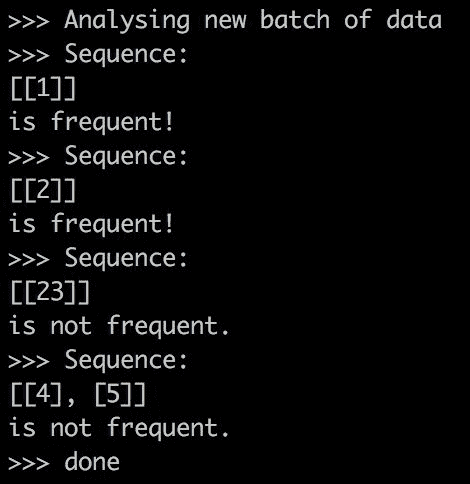 >>> Analysing new batch of data
>>> Sequence:
[[1]]
is frequent!
>>> Sequence:
[[2]]
is frequent!
>>> Sequence:
[[23]]
is not frequent.
>>> Sequence:
[[4], [5]]
is not frequent.
>>> done